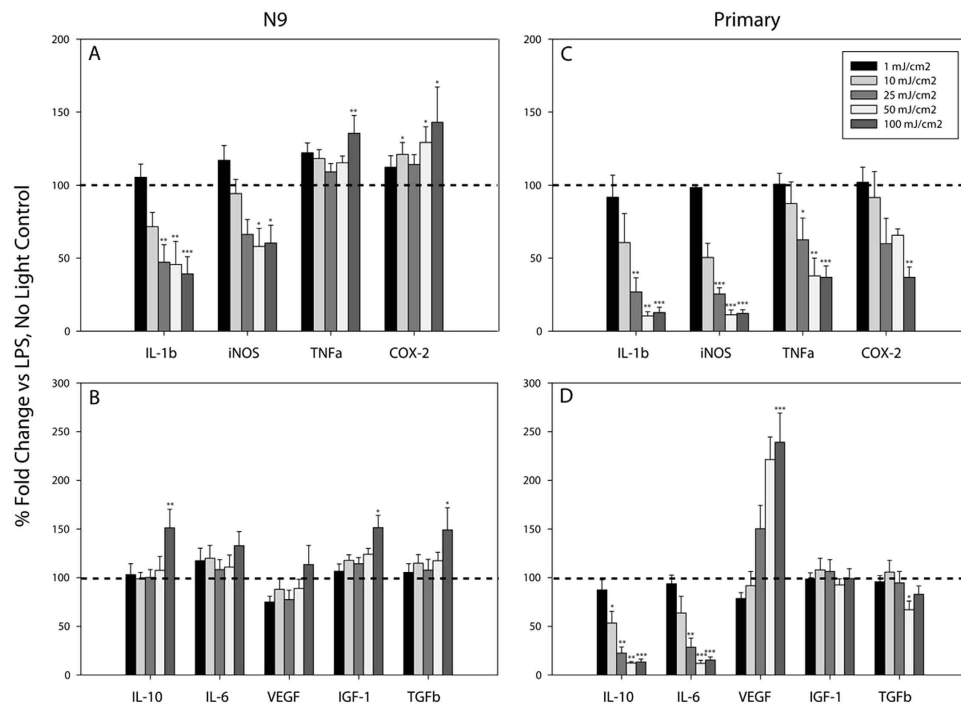 N9
Primary
% Fold Change vs LPS, No Light Control
A
200
150
100
50
0
** ** *** * * ** * * *
IL-1b iNOS TNFa COX-2
C
1 mJ/cm2
10 mJ/cm2
25 mJ/cm2
50 mJ/cm2
100 mJ/cm2
200
150
100
50
0
** ** *** *** *** *** * ** *** **
IL-1b iNOS TNFa COX-2
B
300
250
200
150
100
50
0
** * *
IL-10 IL-6 VEGF IGF-1 TGFb
D
300
250
200
150
100
50
0
* ** ** *** ** *** *** *** *
IL-10 IL-6 VEGF IGF-1 TGFb